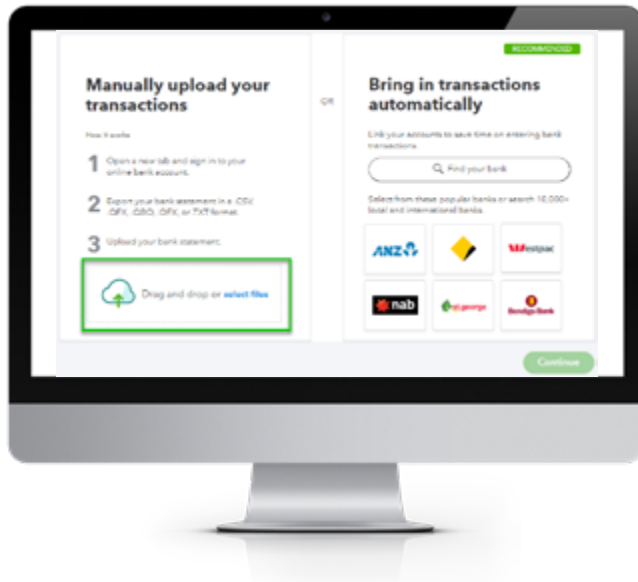 RECOMMENDED
Manually upload your
transactions
How it works
1 Open a new tab and sign in to your
online bank account.
2 Export your bank statement in a .CSV,
.QFX, .QBO, .OFX, or .TXT format.
3 Upload your bank statement.
Drag and drop or select files
OR
Bring in transactions
automatically
Link your accounts to save time on entering bank
transactions.
Find your bank
Select from these popular banks or search 10,000+
local and international banks.
ANZ
Westpac
nab
st.george
Bendigo Bank
Continue